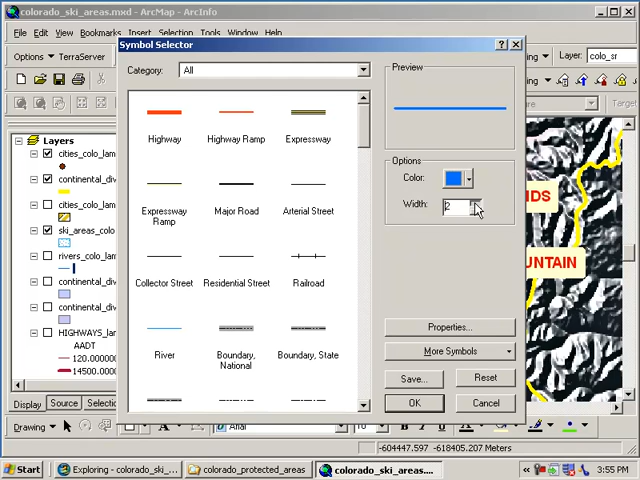 colorado_ski_areas.mxd - ArcMap - ArcInfo
File Edit View Bookmarks Insert Selection Tools Window Help
Options TerraServer
Layer: colo_sr
Symbol Selector
Category: All
Highway Highway Ramp Expressway
Expressway Ramp Major Road Arterial Street
Collector Street Residential Street Railroad
River Boundary, National Boundary, State
Preview
Options
Color:
Width: 2
Properties...
More Symbols
Save... Reset
OK Cancel
Layers
cities_colo_lam
continental_div
cities_colo_lam
ski_areas_colo
rivers_colo_lam
continental_div
continental_div
HIGHWAYS_lam
AADT
120.000000
14500.0000
NDS
OUNTAIN
Display Source Selection
Drawing
Arial
10
-604447.597 -618405.207 Meters
Start Exploring - colorado_sk... colorado_protected_areas colorado_ski_areas....
3:55 PM